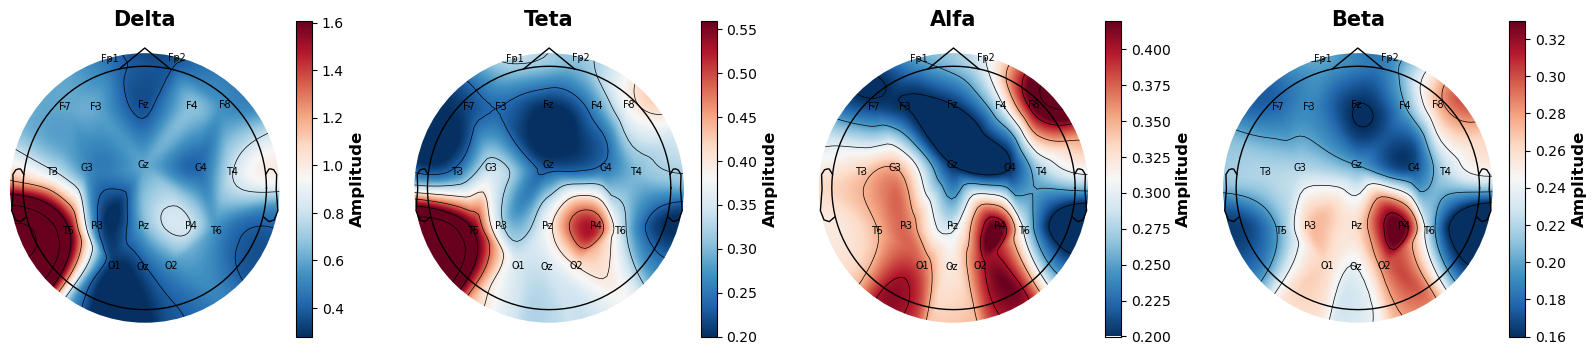 Delta
Fp1 Fp2
F7 F3 Fz F4 F8
T3 G3 Gz G4 T4
T5 P3 Pz P4 T6
O1 Oz O2
1.6
1.4
1.2
1.0
0.8
0.6
0.4
Amplitude
Teta
Fp1 Fp2
F7 F3 Fz F4 F8
T3 G3 Gz G4 T4
T5 P3 Pz P4 T6
O1 Oz O2
0.55
0.50
0.45
0.40
0.35
0.30
0.25
0.20
Amplitude
Alfa
Fp1 Fp2
F7 F3 Fz F4 F8
T3 G3 Gz G4 T4
T5 P3 Pz P4 T6
O1 Oz O2
0.400
0.375
0.350
0.325
0.300
0.275
0.250
0.225
0.200
Amplitude
Beta
Fp1 Fp2
F7 F3 Fz F4 F8
T3 G3 Gz G4 T4
T5 P3 Pz P4 T6
O1 Oz O2
0.32
0.30
0.28
0.26
0.24
0.22
0.20
0.18
0.16
Amplitude